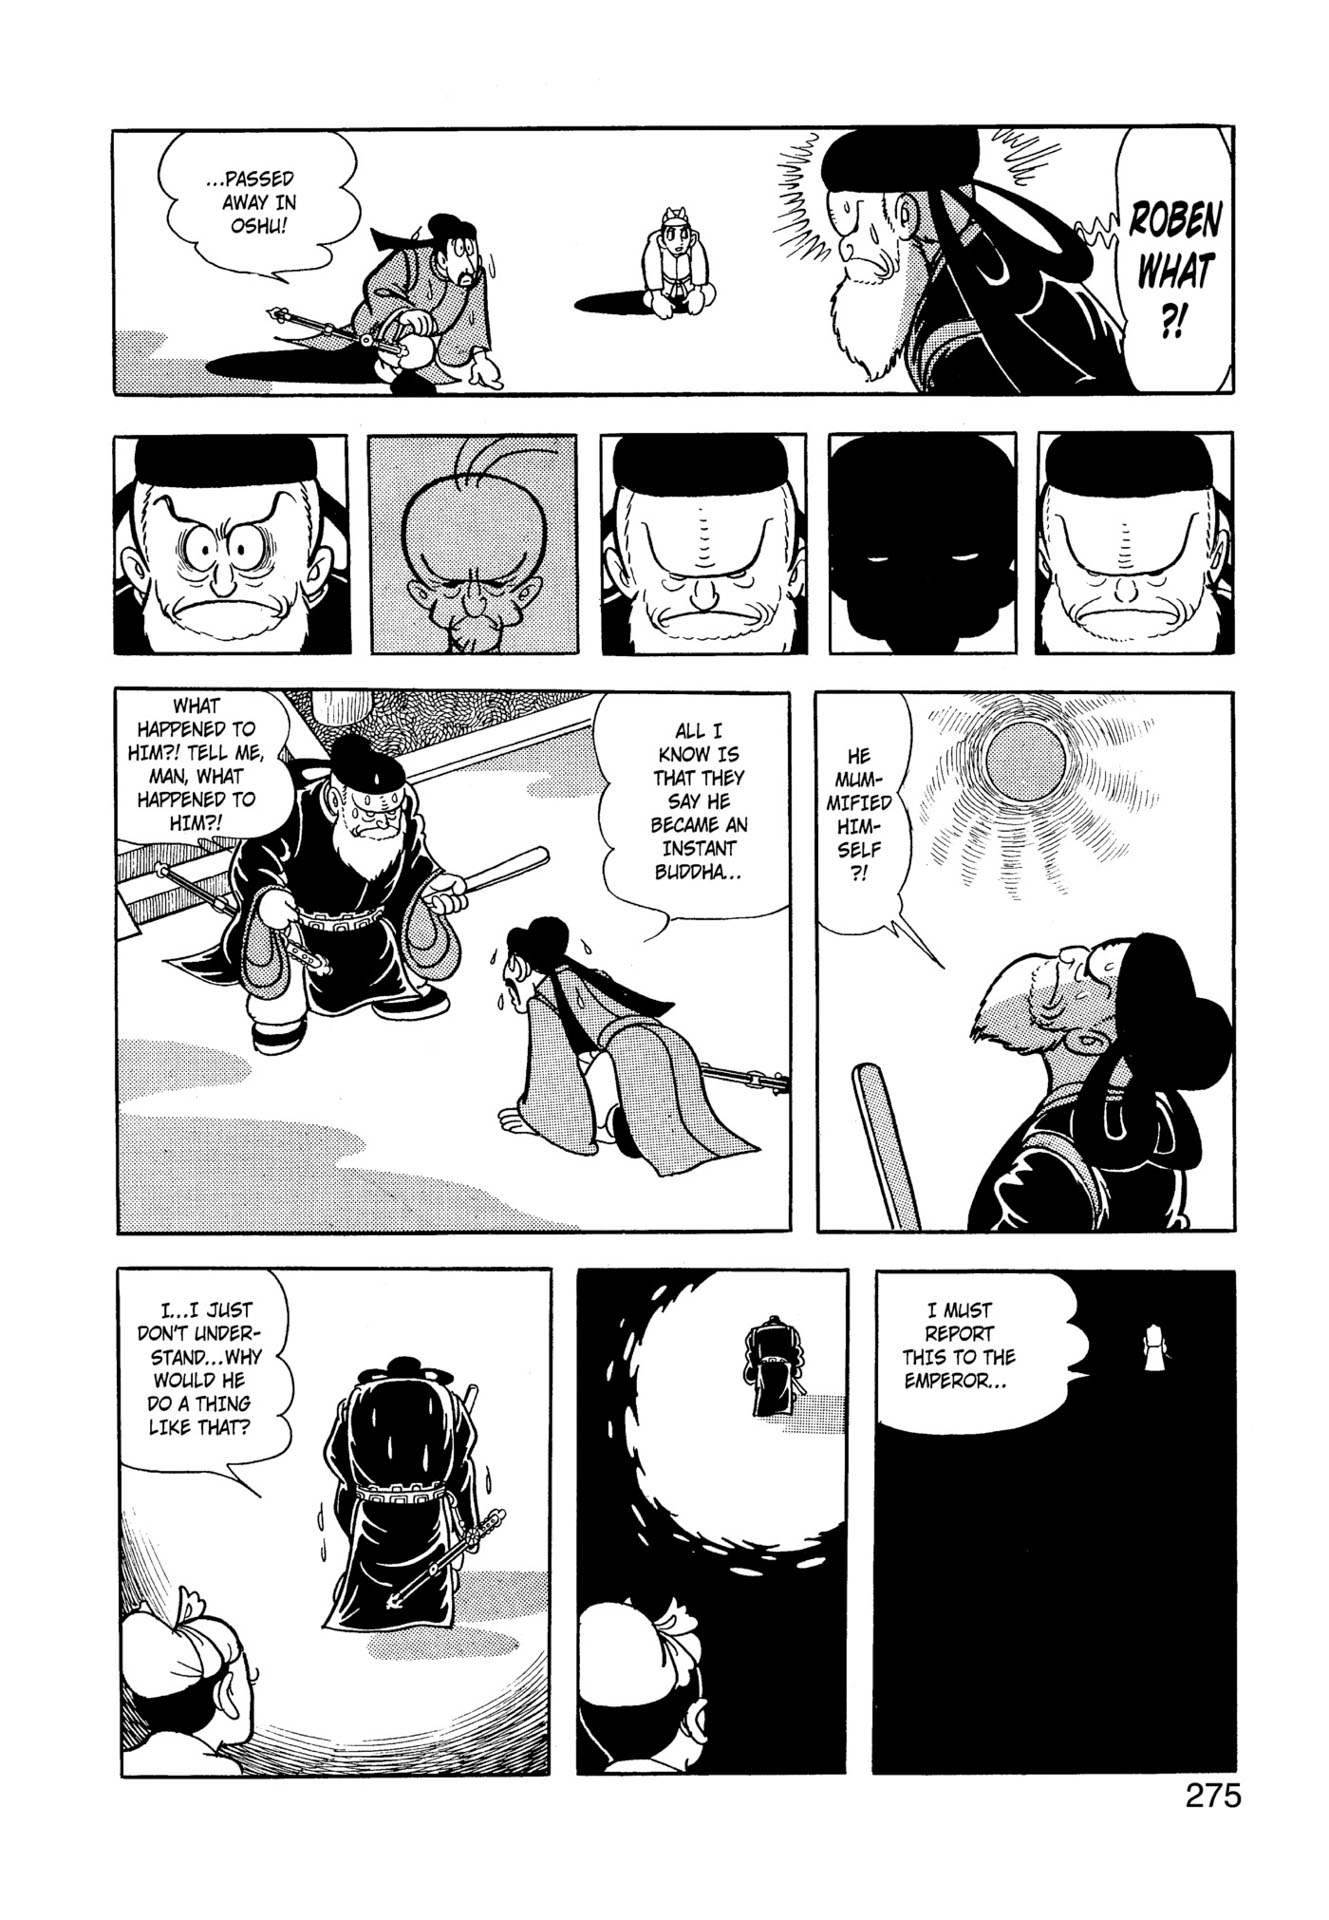 ...PASSED
AWAY IN
OSHU!
ROBEN
WHAT
?!
WHAT
HAPPENED TO
HIM?! TELL ME,
MAN, WHAT
HAPPENED TO
HIM?!
ALL I
KNOW IS
THAT THEY
SAY HE
BECAME AN
INSTANT
BUDDHA...
HE
MUM-
MIFIED
HIM-
SELF
?!
I...I JUST
DON'T UNDER-
STAND...WHY
WOULD HE
DO A THING
LIKE THAT?
I MUST
REPORT
THIS TO THE
EMPEROR...
275